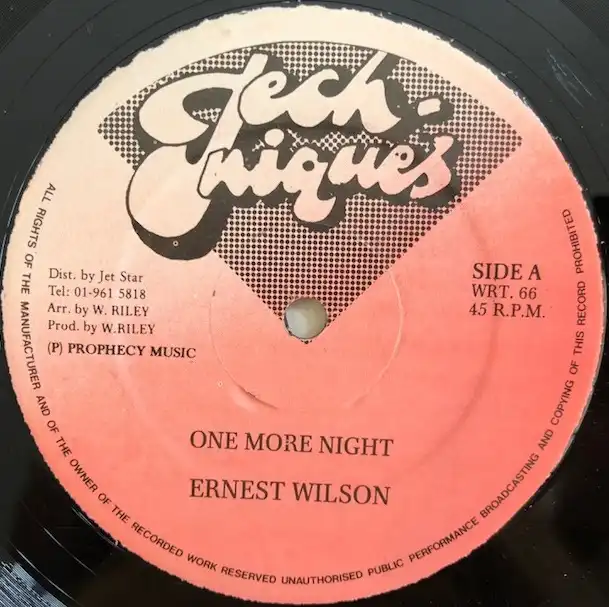 Tech-
niques
Dist. by Jet Star
Tel: 01-961 5818
Arr. by W. RILEY
Prod. by W.RILEY
(P) PROPHECY MUSIC
SIDE A
WRT. 66
45 R.P.M.
ONE MORE NIGHT
ERNEST WILSON
ALL RIGHTS OF THE MANUFACTURER AND OF THE OWNER OF THE RECORDED WORK RESERVED UNAUTHORISED PUBLIC PERFORMANCE BROADCASTING AND COPYING OF THIS RECORD PROHIBITED